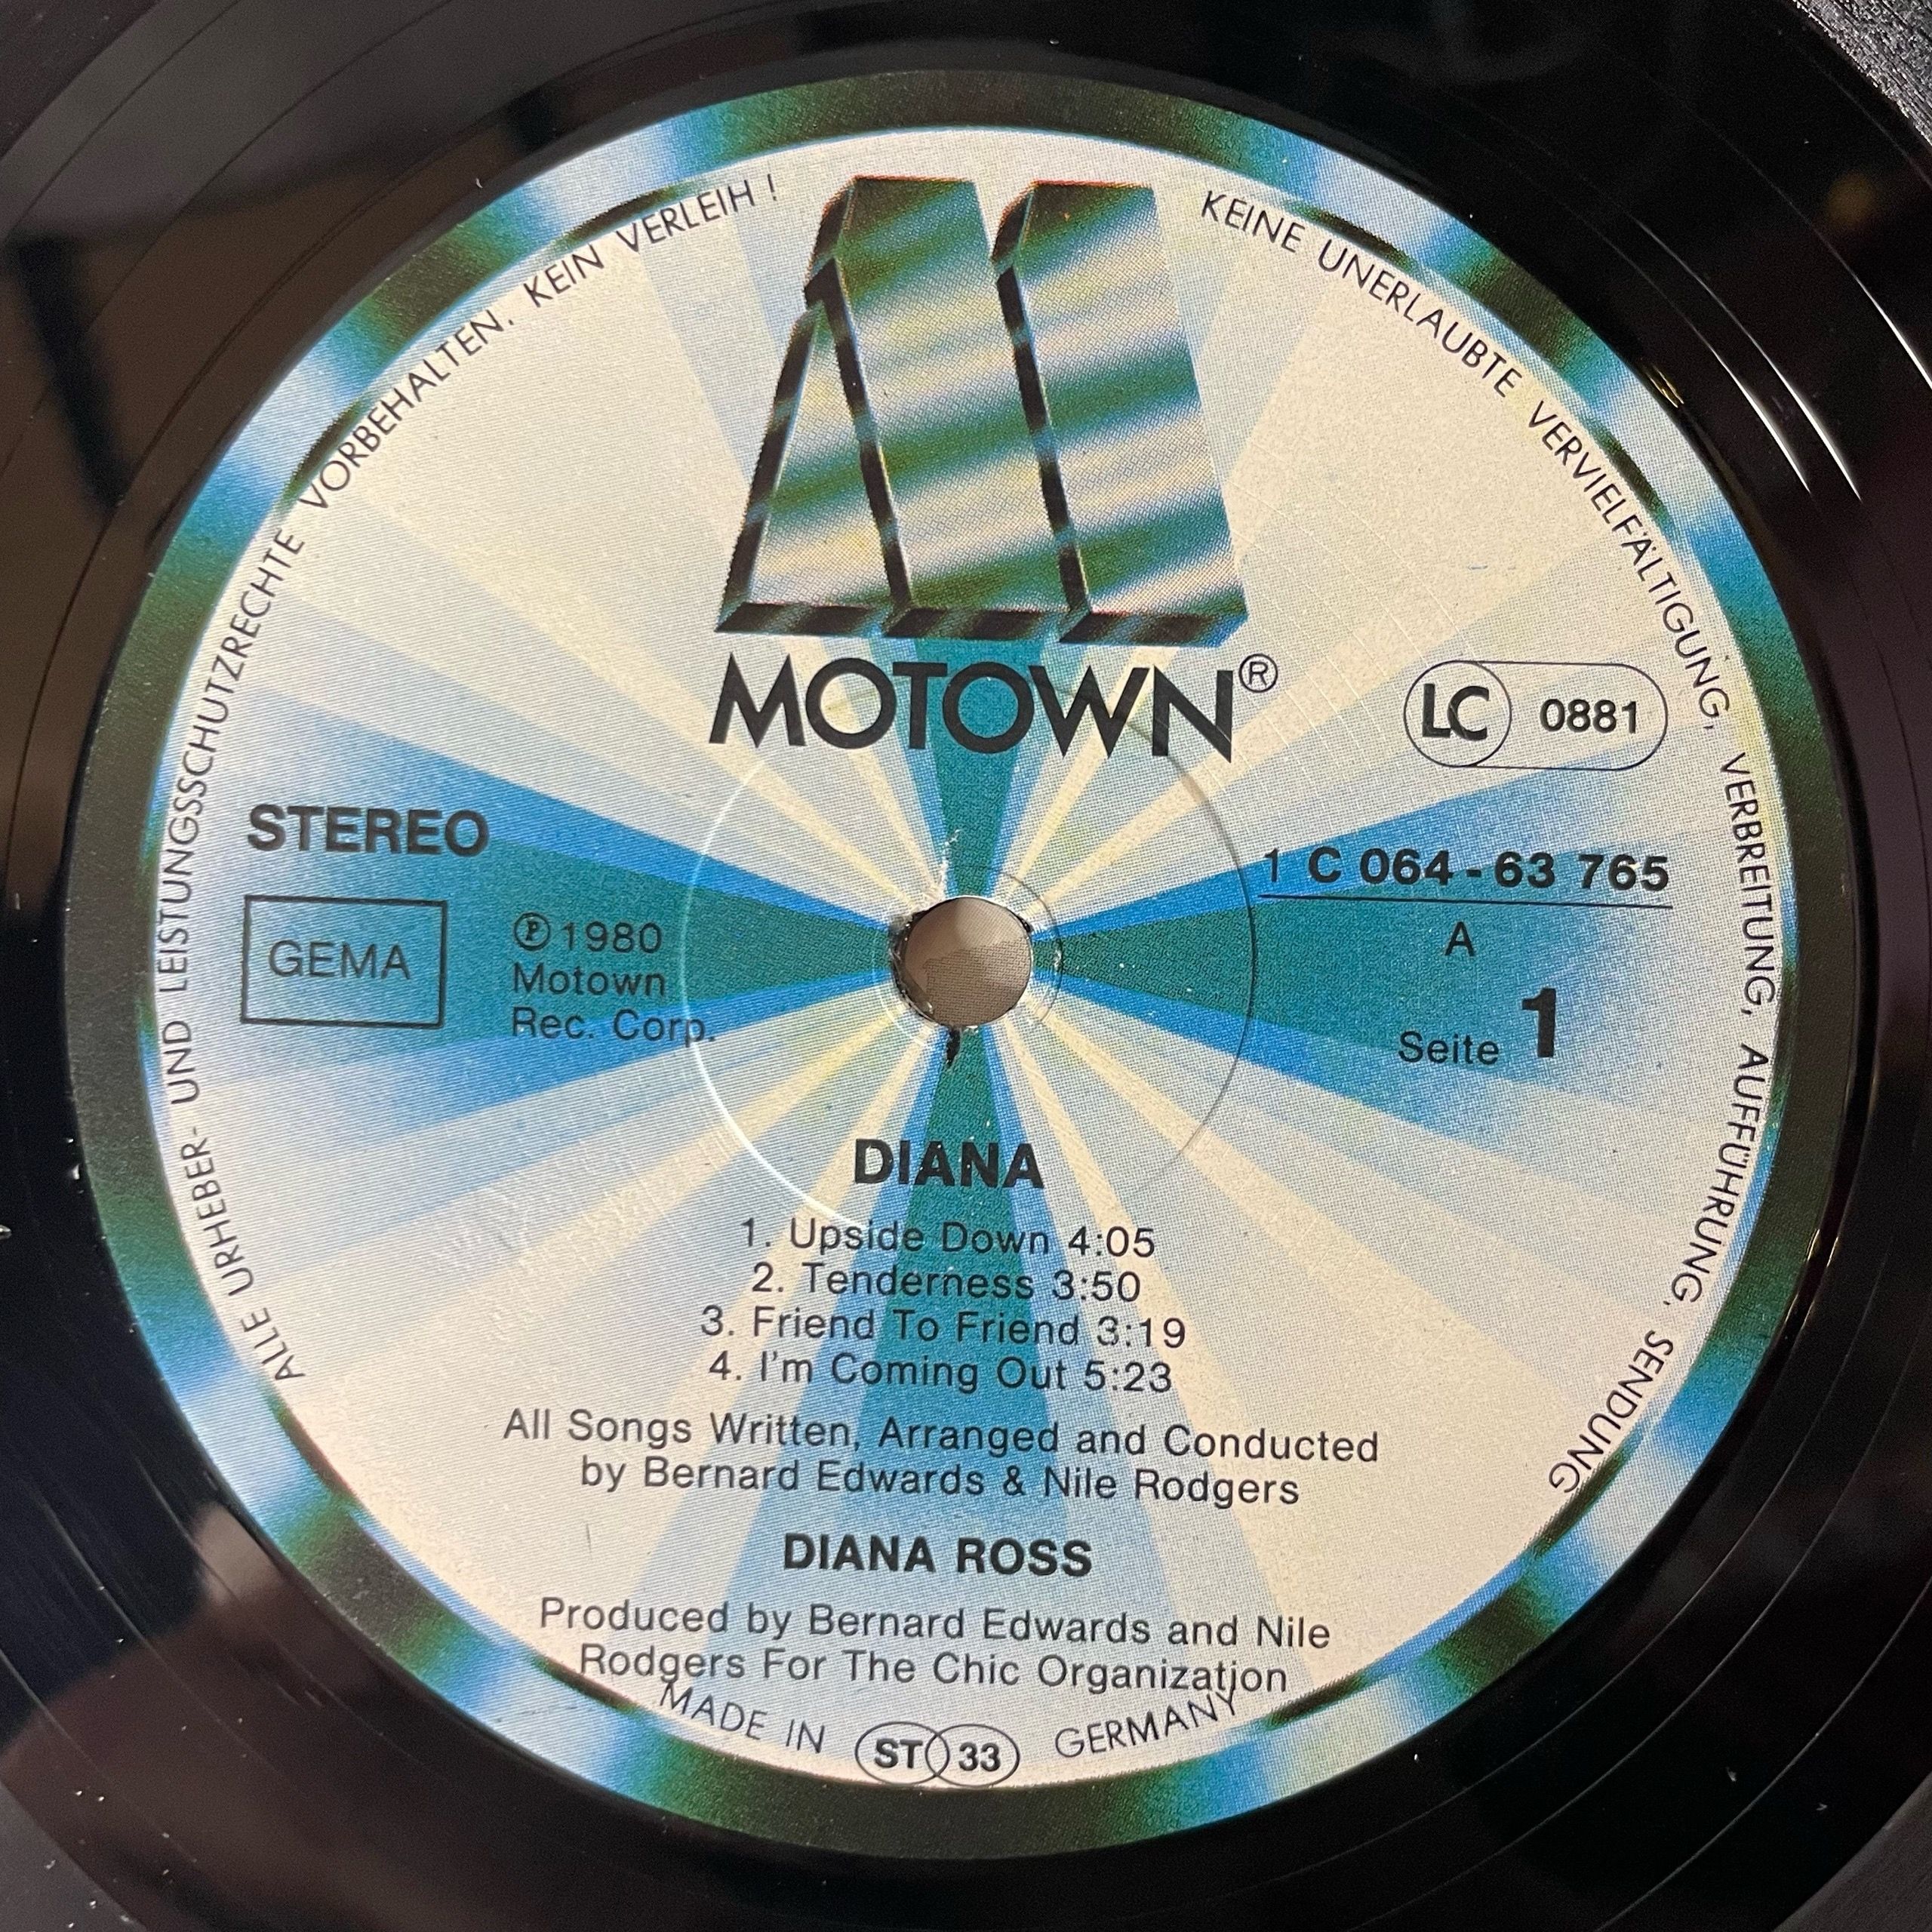 ALLE URHEBER- UND LEISTUNGSSCHUTZRECHTE VORBEHALTEN. KEIN VERLEIH !
KEINE UNERLAUBTE VERVIELFÄLTIGUNG, VERBREITUNG, AUFFÜHRUNG, SENDUNG
MOTOWN®
LC 0881
STEREO
GEMA
℗ 1980
Motown
Rec. Corp.
1 C 064-63 765
A
Seite 1
DIANA
1. Upside Down 4:05
2. Tenderness 3:50
3. Friend To Friend 3:19
4. I'm Coming Out 5:23
All Songs Written, Arranged and Conducted
by Bernard Edwards & Nile Rodgers
DIANA ROSS
Produced by Bernard Edwards and Nile
Rodgers For The Chic Organization
MADE IN GERMANY
ST 33